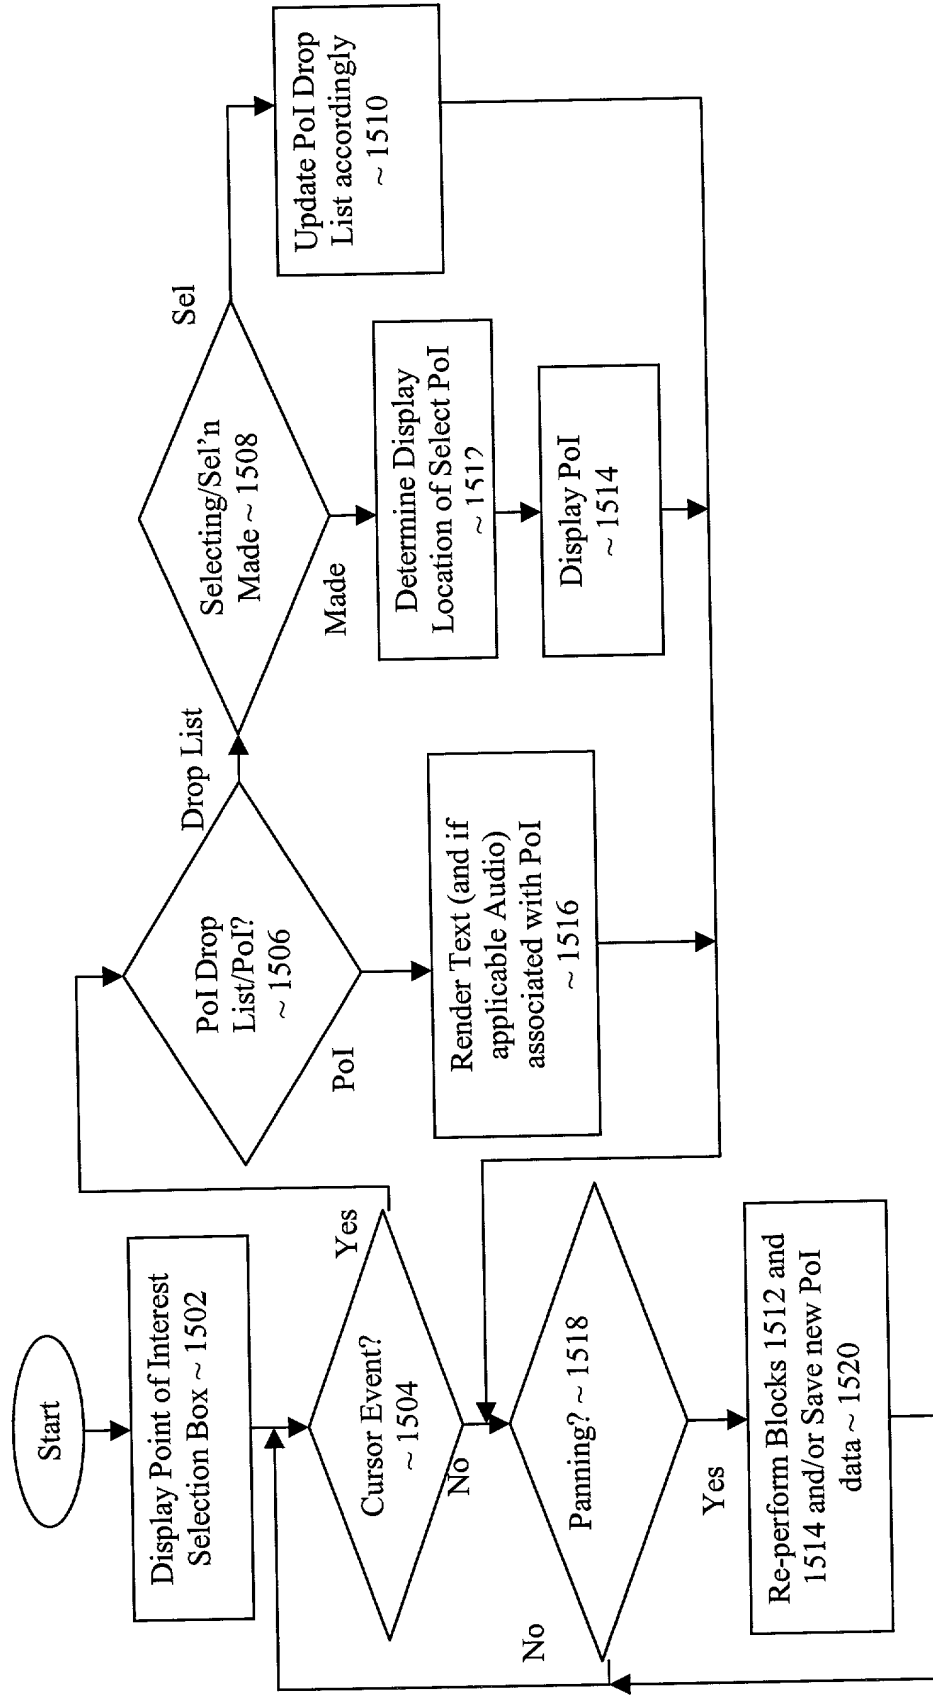 Start
Display Point of Interest
Selection Box ~ 1502
Cursor Event?
~ 1504
Yes
No
PoI Drop
List/PoI?
~ 1506
Drop List
PoI
Selecting/Sel'n
Made ~ 1508
Sel
Made
Update PoI Drop
List accordingly
~ 1510
Determine Display
Location of Select PoI
~ 1512
Display PoI
~ 1514
Render Text (and if
applicable Audio)
associated with PoI
~ 1516
Panning? ~ 1518
No
Yes
Re-perform Blocks 1512 and
1514 and/or Save new PoI
data ~ 1520